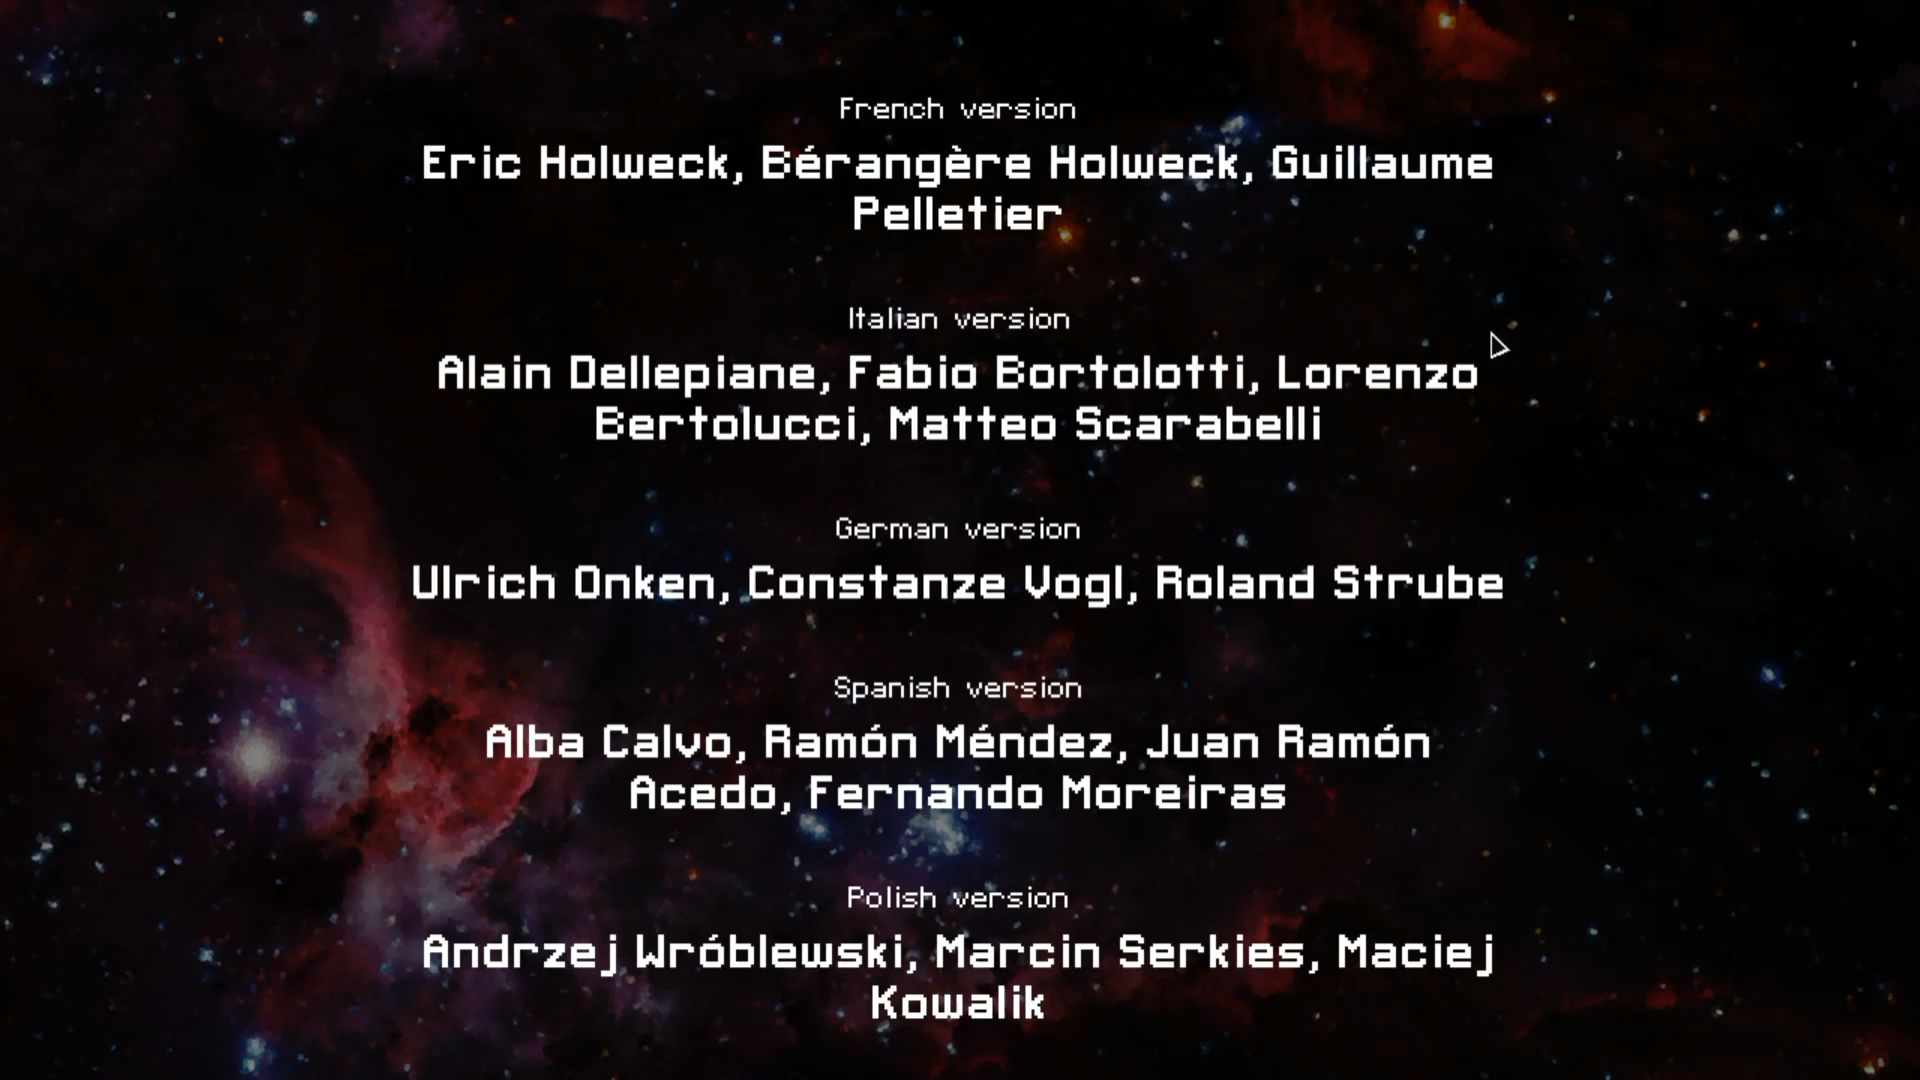 French version
Eric Holweck, Bérangère Holweck, Guillaume
Pelletier
Italian version
Alain Dellepiane, Fabio Bortolotti, Lorenzo
Bertolucci, Matteo Scarabelli
German version
Ulrich Onken, Constanze Vogl, Roland Strube
Spanish version
Alba Calvo, Ramón Méndez, Juan Ramón
Acedo, Fernando Moreiras
Polish version
Andrzej Wróblewski, Marcin Serkies, Maciej
Kowalik